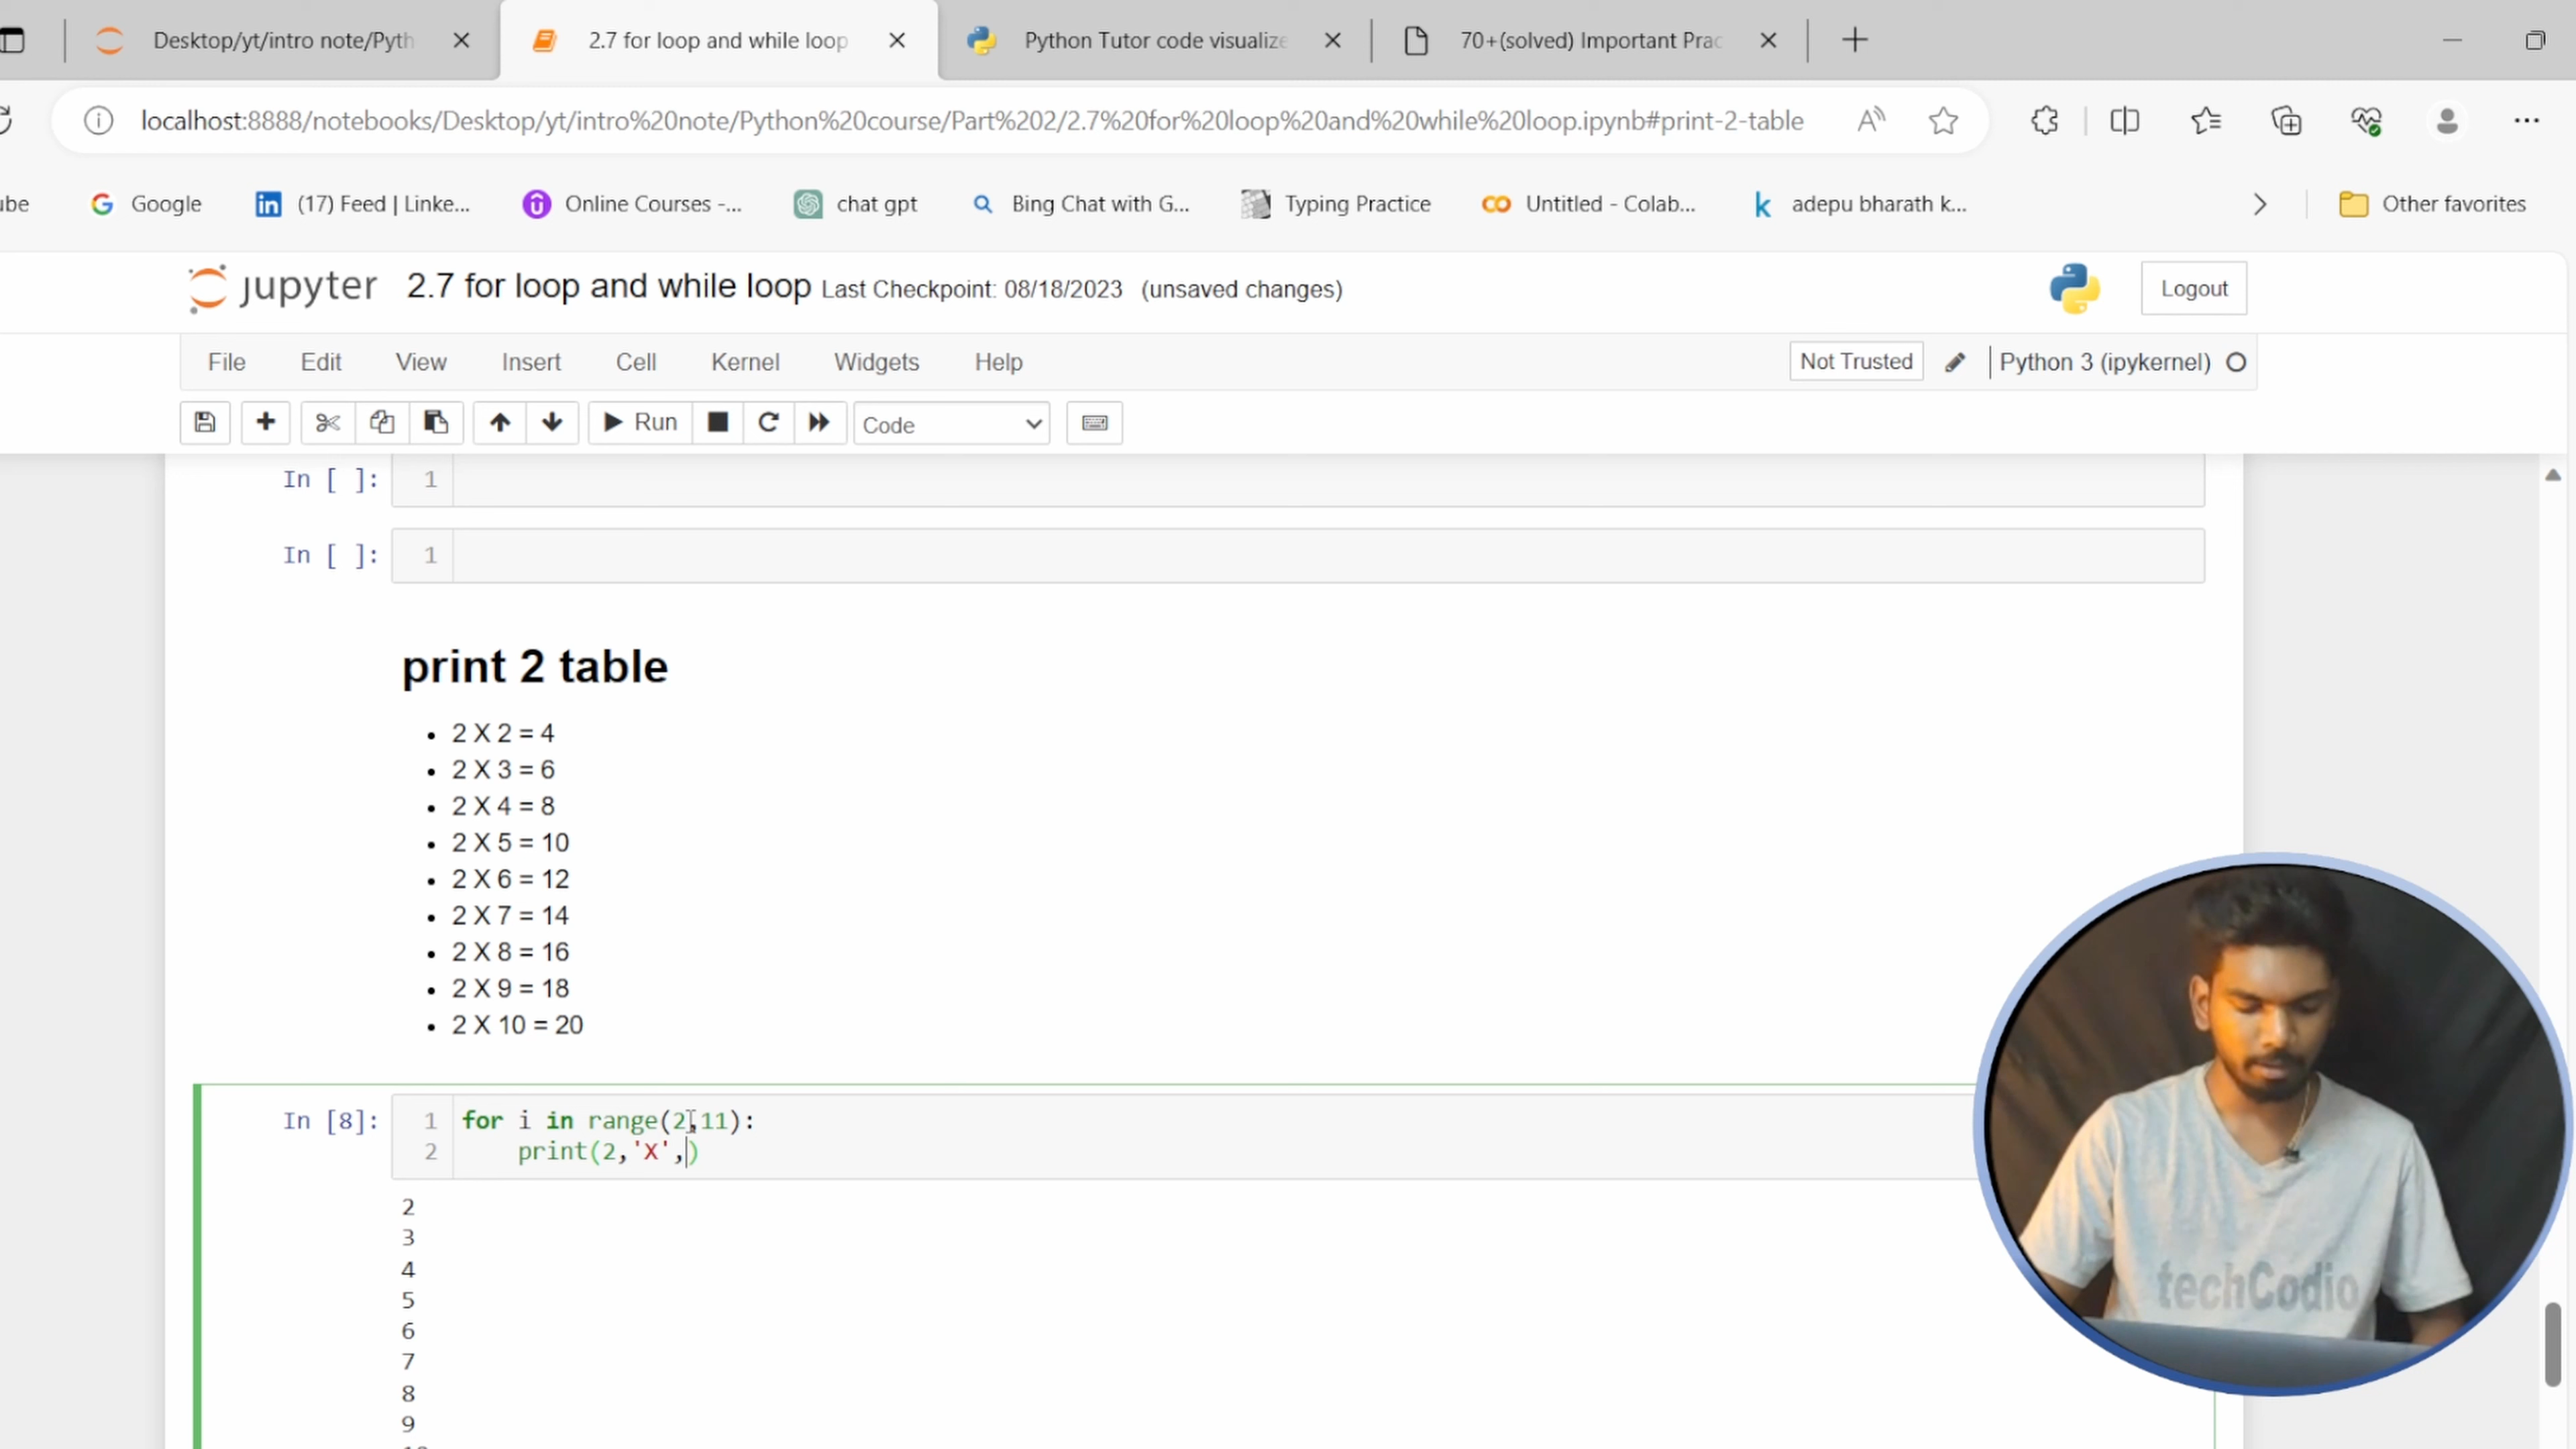 Desktop/yt/intro note/Pyth
2.7 for loop and while loop
Python Tutor code visualize
70+(solved) Important Prac
localhost:8888/notebooks/Desktop/yt/intro%20note/Python%20course/Part%202/2.7%20for%20loop%20and%20while%20loop.ipynb#print-2-table
ube
Google
(17) Feed | Linke...
Online Courses -...
chat gpt
Bing Chat with G...
Typing Practice
Untitled - Colab...
adepu bharath k...
Other favorites
jupyter 2.7 for loop and while loop Last Checkpoint: 08/18/2023 (unsaved changes)
Logout
File Edit View Insert Cell Kernel Widgets Help
Not Trusted
Python 3 (ipykernel)
Run
Code
In [ ]: 1
In [ ]: 1
print 2 table
• 2 X 2 = 4
• 2 X 3 = 6
• 2 X 4 = 8
• 2 X 5 = 10
• 2 X 6 = 12
• 2 X 7 = 14
• 2 X 8 = 16
• 2 X 9 = 18
• 2 X 10 = 20
In [8]: 1 for i in range(2,11):
2 print(2,'X',)
2
3
4
5
6
7
8
9
techCodio